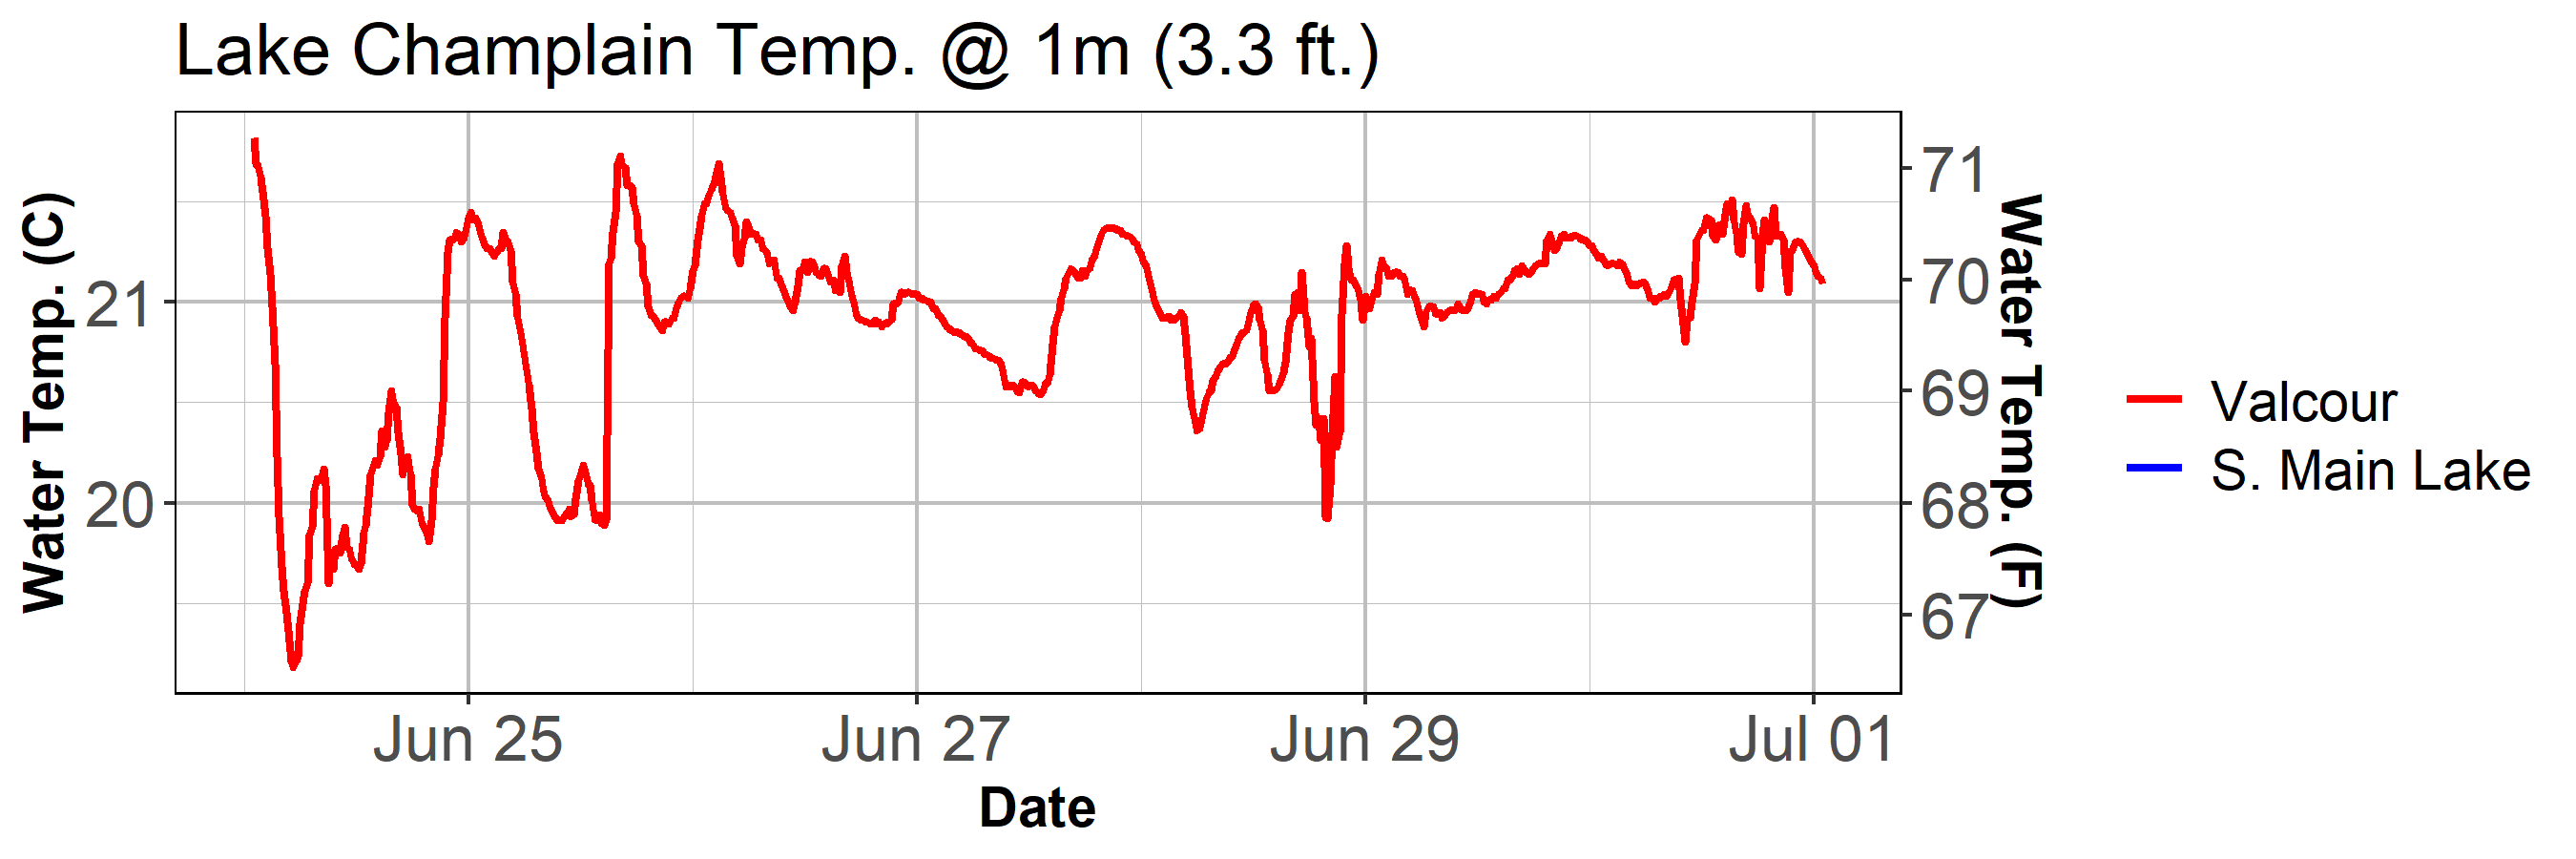 Lake Champlain Temp. @ 1m (3.3 ft.)
Water Temp. (C)
21
20
71
70
69
68
67
Water Temp. (F)
Jun 25
Jun 27
Jun 29
Jul 01
Date
Valcour
S. Main Lake